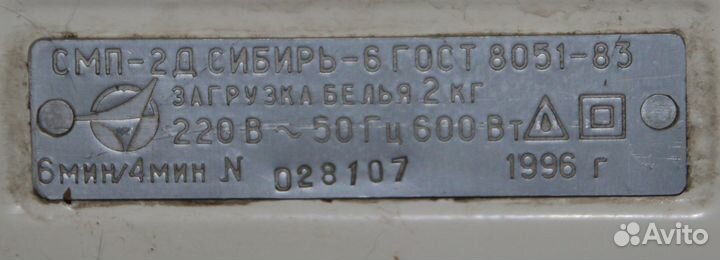 СМП-2Д СИБИРЬ-6 ГОСТ 8051-83
ЗАГРУЗКА БЕЛЬЯ 2 КГ
220 В ~ 50 Гц 600 Вт
6 мин/4 мин N 028107 1996 г
Avito